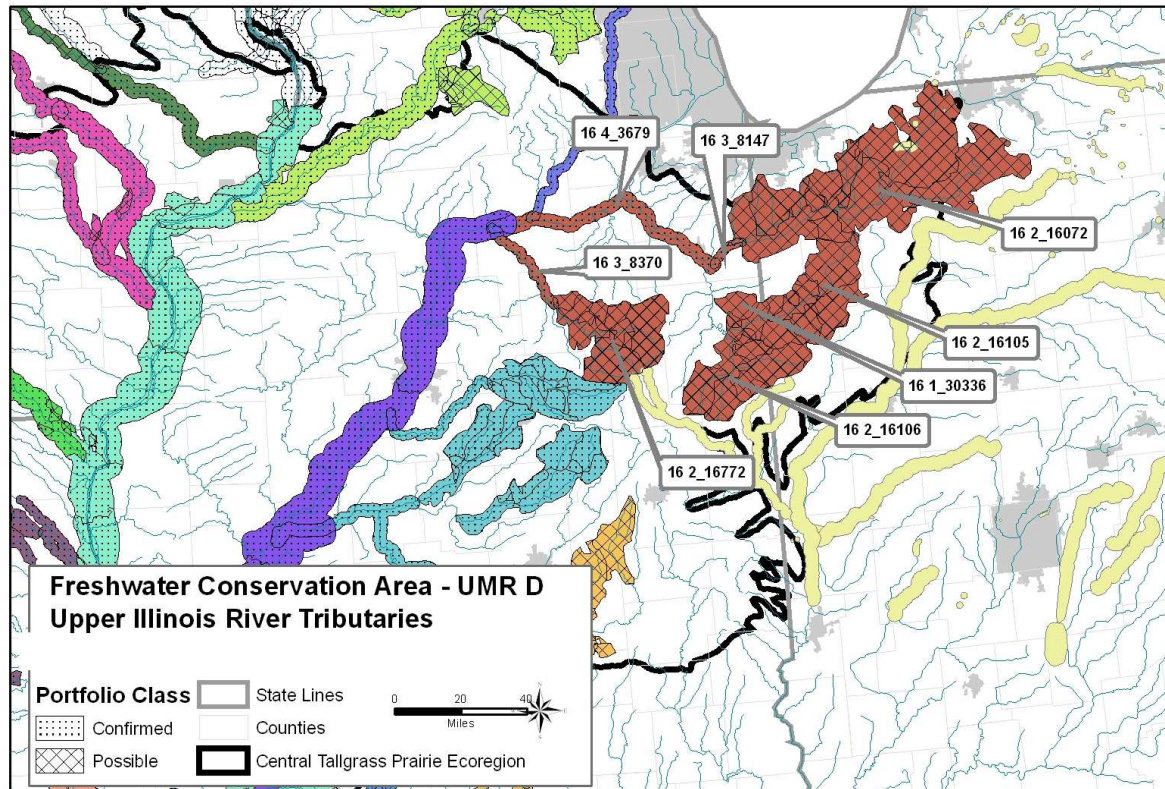 16 4_3679
16 3_8147
16 2_16072
16 3_8370
16 2_16105
16 1_30336
16 2_16106
16 2_16772
Freshwater Conservation Area - UMR D
Upper Illinois River Tributaries
Portfolio Class
State Lines
0 20 40
Miles
Confirmed
Counties
Possible
Central Tallgrass Prairie Ecoregion